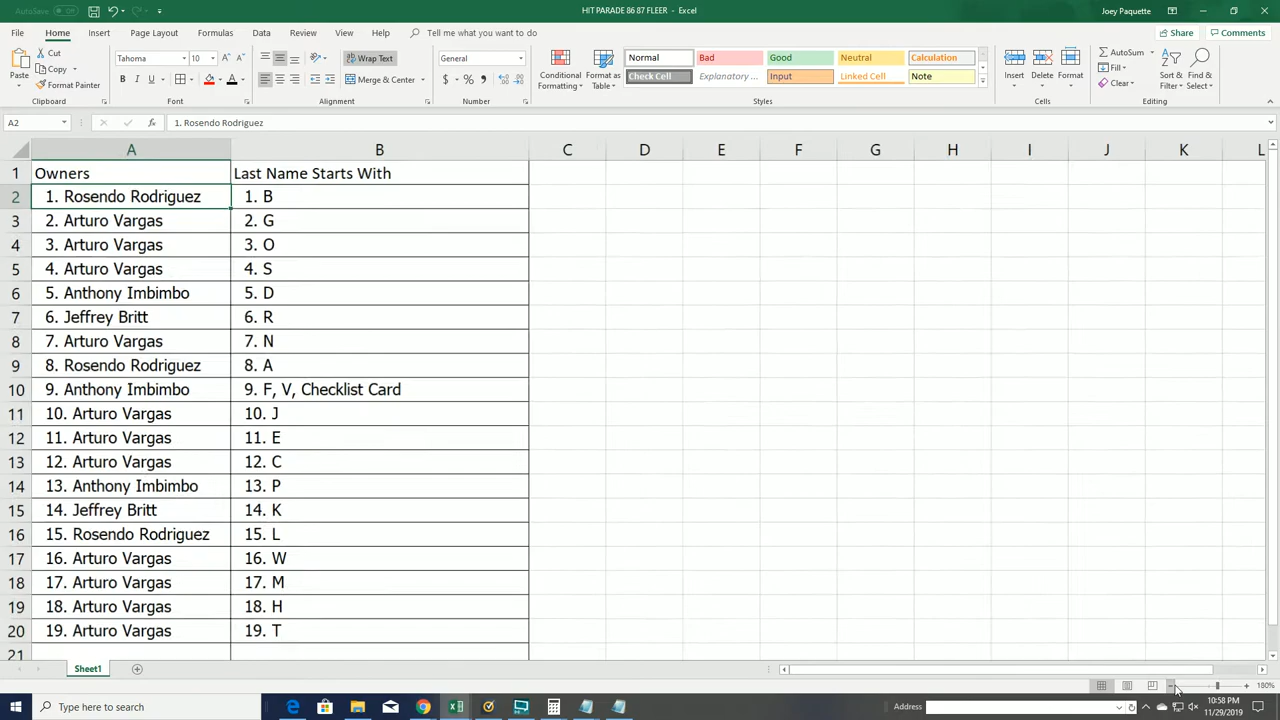 AutoSave Off
HIT PARADE 86 87 FLEER - Excel
Joey Paquette
File Home Insert Page Layout Formulas Data Review View Help Tell me what you want to do
Share Comments
Paste Cut Copy Format Painter Clipboard
Tahoma 10 B I U A Font
Wrap Text Merge & Center Alignment
General $ % Number
Conditional Formatting Format as Table
Normal Bad Good Neutral Calculation
Check Cell Explanatory ... Input Linked Cell Note
Styles
Insert Delete Format Cells
AutoSum Fill Clear Sort & Filter Find & Select Editing
A2 fx 1. Rosendo Rodriguez
A B C D E F G H I J K L
1 Owners Last Name Starts With
2 1. Rosendo Rodriguez 1. B
3 2. Arturo Vargas 2. G
4 3. Arturo Vargas 3. O
5 4. Arturo Vargas 4. S
6 5. Anthony Imbimbo 5. D
7 6. Jeffrey Britt 6. R
8 7. Arturo Vargas 7. N
9 8. Rosendo Rodriguez 8. A
10 9. Anthony Imbimbo 9. F, V, Checklist Card
11 10. Arturo Vargas 10. J
12 11. Arturo Vargas 11. E
13 12. Arturo Vargas 12. C
14 13. Anthony Imbimbo 13. P
15 14. Jeffrey Britt 14. K
16 15. Rosendo Rodriguez 15. L
17 16. Arturo Vargas 16. W
18 17. Arturo Vargas 17. M
19 18. Arturo Vargas 18. H
20 19. Arturo Vargas 19. T
21
Sheet1
180%
Type here to search
Address
10:58 PM
11/29/2019